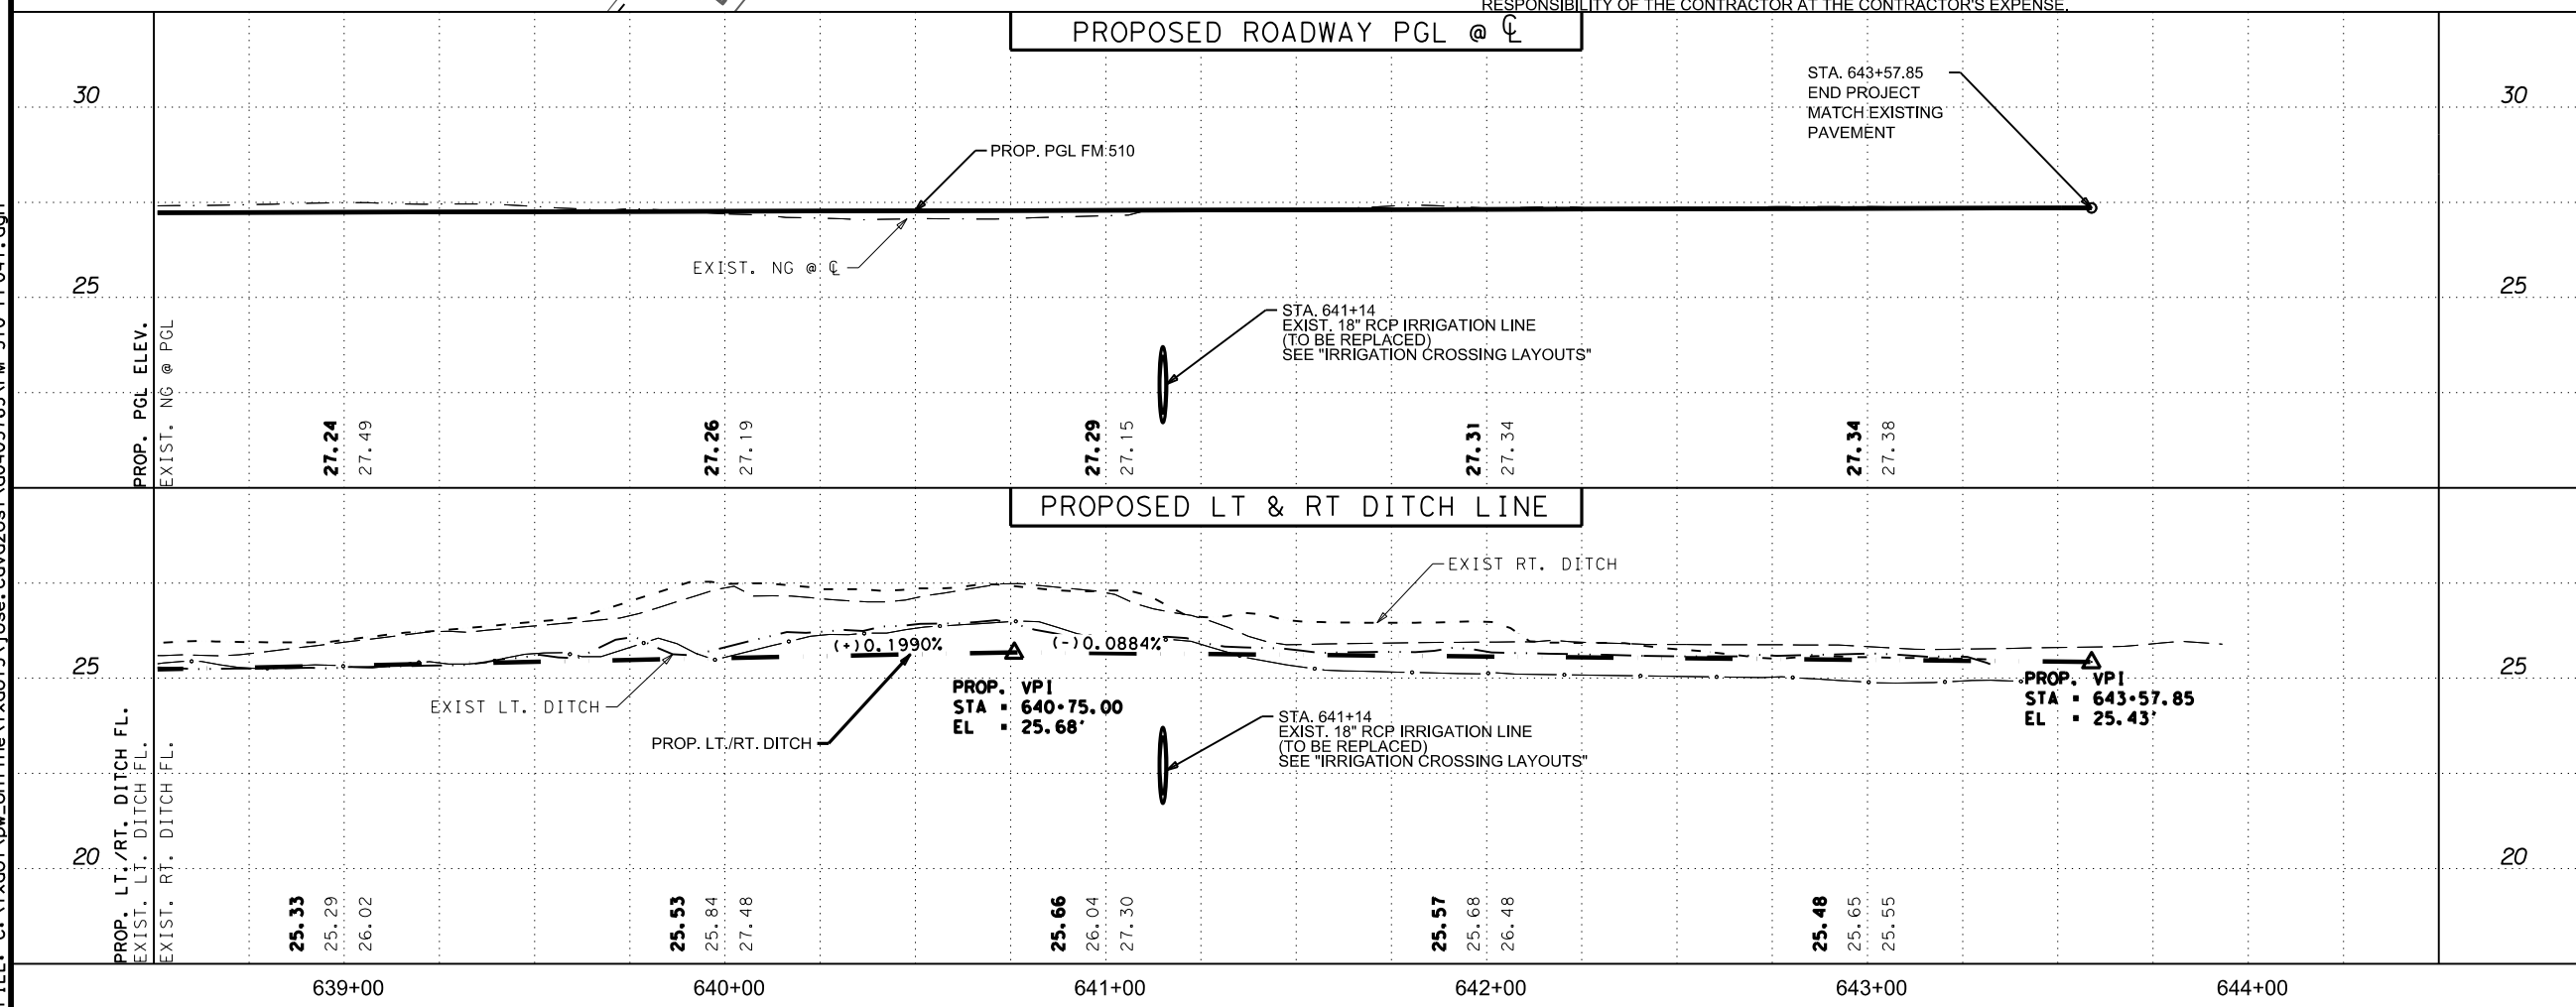 RESPONSIBILITY OF THE CONTRACTOR AT THE CONTRACTOR'S EXPENSE.
PROPOSED ROADWAY PGL @ ℄
30
30
STA. 643+57.85
END PROJECT
MATCH EXISTING
PAVEMENT
PROP. PGL FM 510
EXIST. NG @ ℄
25
25
STA. 641+14
EXIST. 18" RCP IRRIGATION LINE
(TO BE REPLACED)
SEE "IRRIGATION CROSSING LAYOUTS"
PROP. PGL ELEV.
EXIST. NG @ PGL
27.24
27.49
27.26
27.19
27.29
27.15
27.31
27.34
27.34
27.38
PROPOSED LT & RT DITCH LINE
EXIST RT. DITCH
(+)0.1990%
(-)0.0884%
25
25
EXIST LT. DITCH
PROP. LT./RT. DITCH
PROP. VPI
STA = 640+75.00
EL = 25.68'
PROP. VPI
STA = 643+57.85
EL = 25.43'
STA. 641+14
EXIST. 18" RCP IRRIGATION LINE
(TO BE REPLACED)
SEE "IRRIGATION CROSSING LAYOUTS"
20
20
PROP. LT./RT. DITCH FL.
EXIST. LT. DITCH FL.
EXIST. RT. DITCH FL.
25.33
25.29
26.02
25.53
25.84
27.48
25.66
26.04
27.30
25.57
25.68
26.48
25.48
25.65
25.55
639+00
640+00
641+00
642+00
643+00
644+00